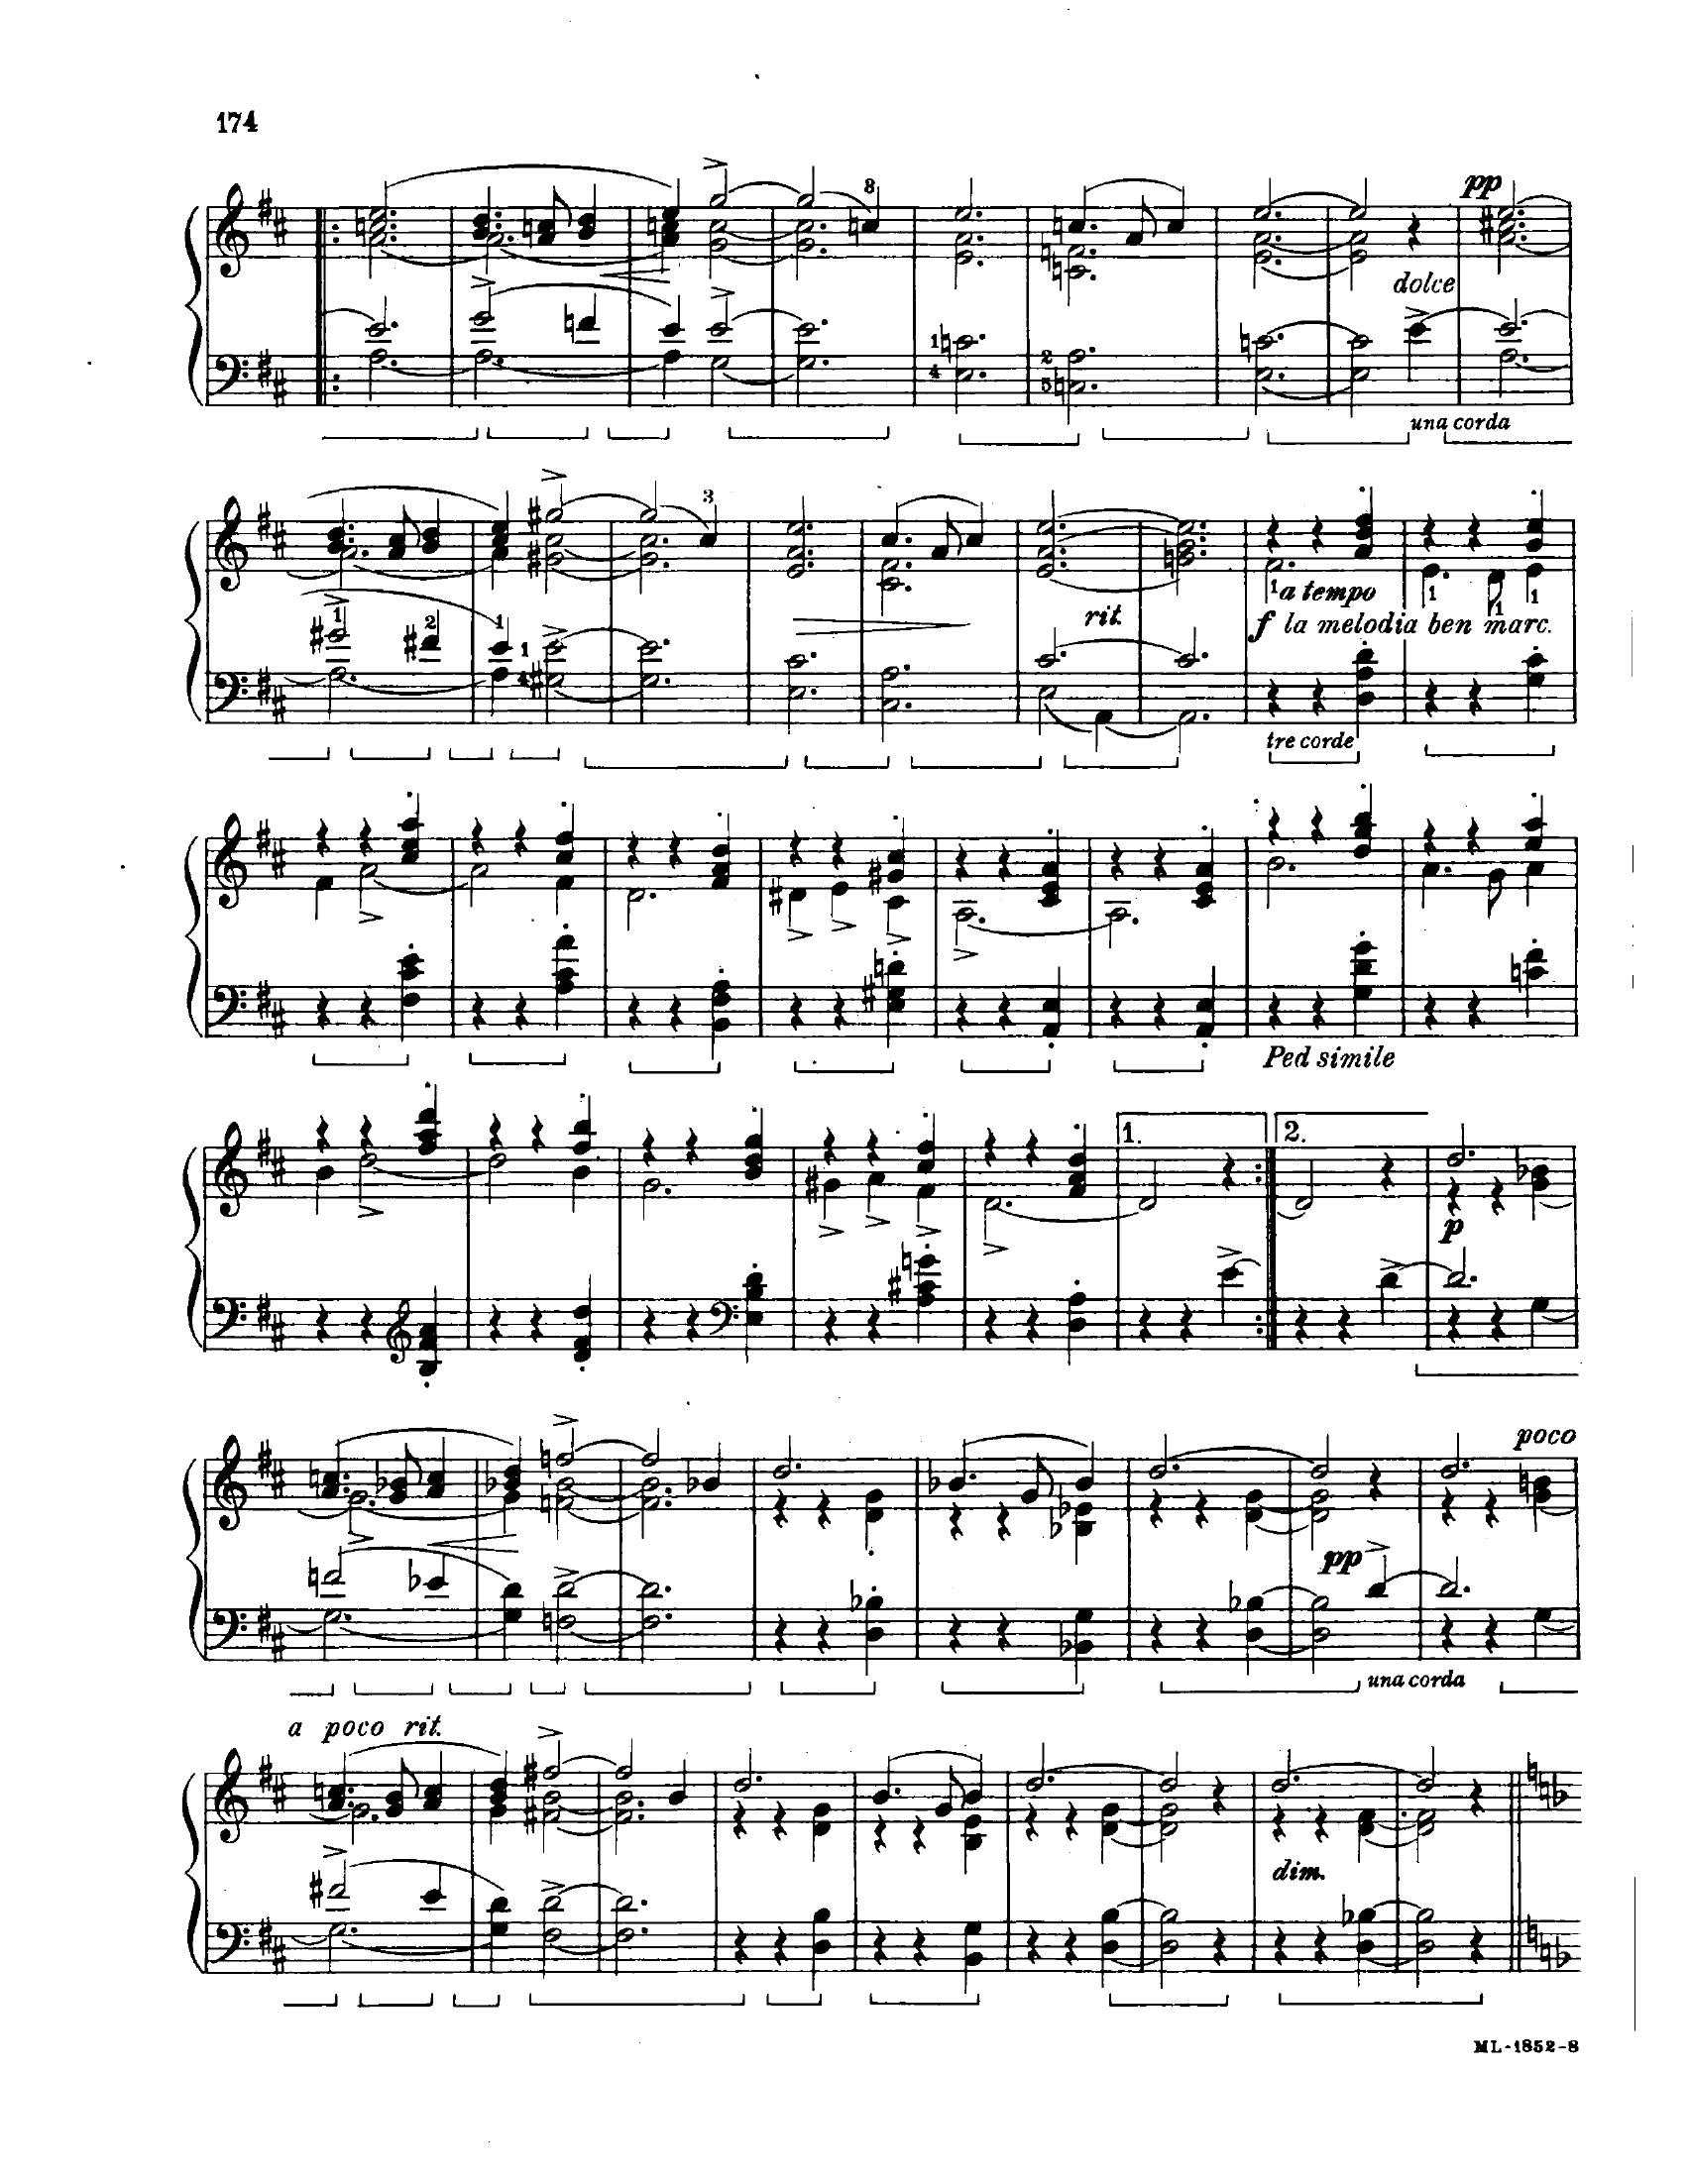 174
3
pp
dolce
1
4
2
5
una corda
3
1
2
1
1
4
rit.
1
a tempo
1
1
1
f la melodia ben marc.
tre corde
Ped simile
1.
2.
p
poco
pp
una corda
a poco rit.
dim.
ML-1852-8